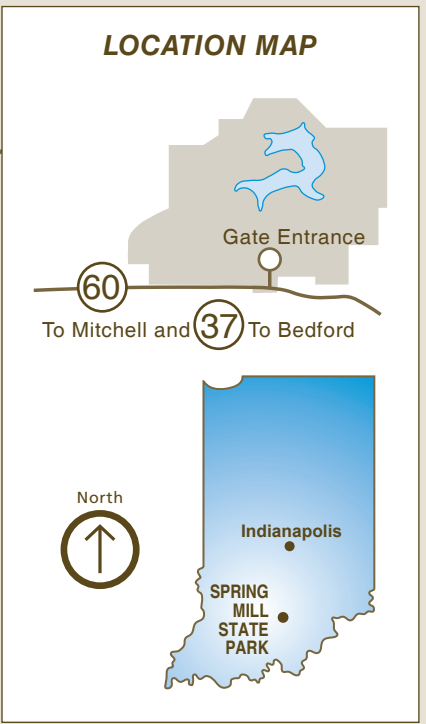 LOCATION MAP
Gate Entrance
60
To Mitchell and 37 To Bedford
North
Indianapolis
SPRING
MILL
STATE
PARK